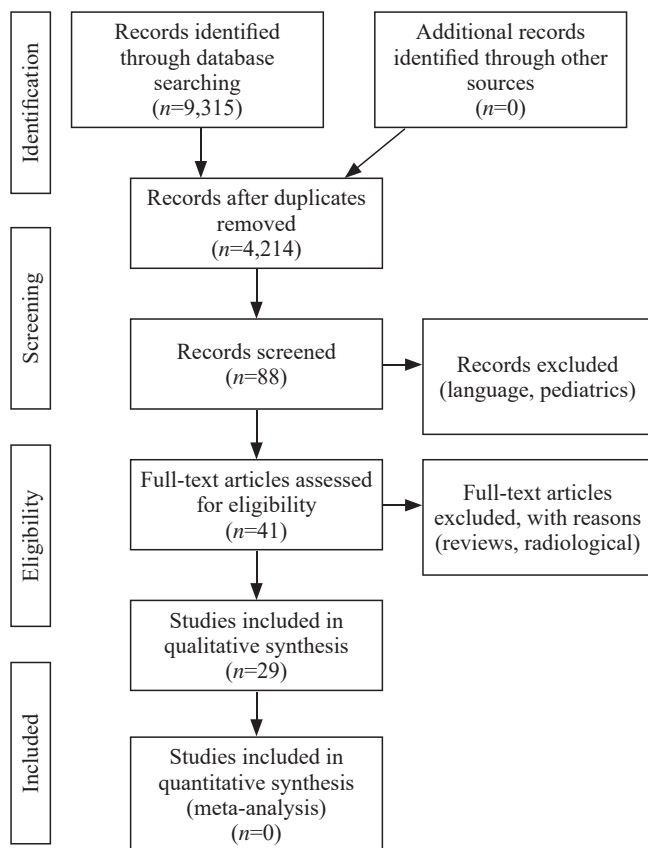 Identification
Records identified
through database
searching
(n=9,315)
Additional records
identified through other
sources
(n=0)
Records after duplicates
removed
(n=4,214)
Screening
Records screened
(n=88)
Records excluded
(language, pediatrics)
Eligibility
Full-text articles assessed
for eligibility
(n=41)
Full-text articles
excluded, with reasons
(reviews, radiological)
Studies included in
qualitative synthesis
(n=29)
Included
Studies included in
quantitative synthesis
(meta-analysis)
(n=0)